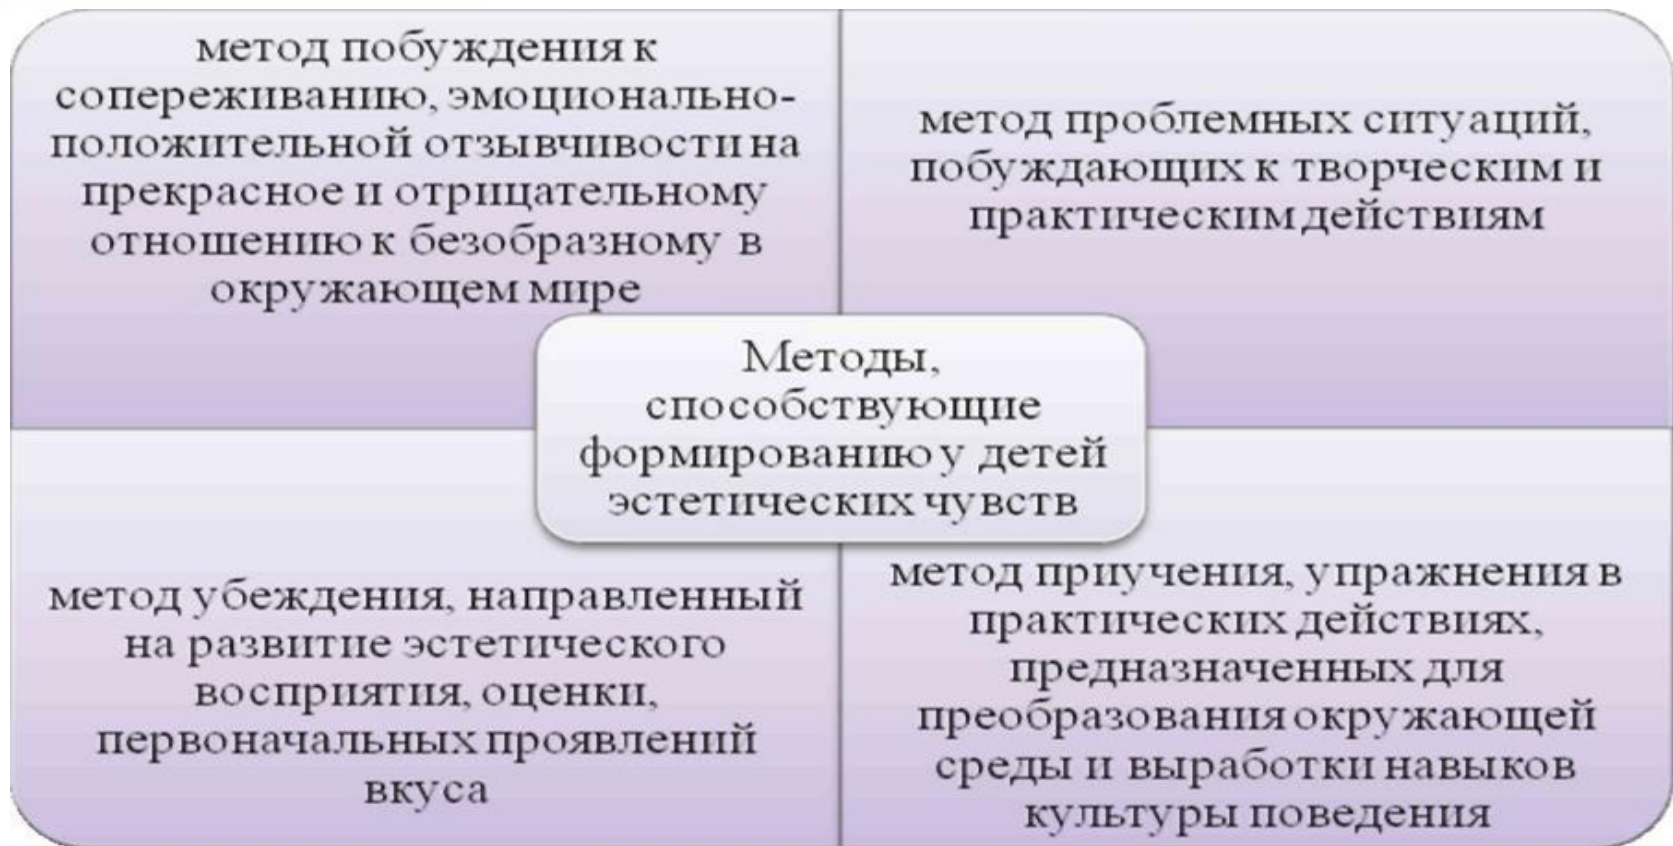 метод побуждения к
сопереживанию, эмоционально-
положительной отзывчивости на
прекрасное и отрицательному
отношению к безобразному в
окружающем мире
метод проблемных ситуаций,
побуждающих к творческим и
практическим действиям
Методы,
способствующие
формированию у детей
эстетических чувств
метод убеждения, направленный
на развитие эстетического
восприятия, оценки,
первоначальных проявлений
вкуса
метод приучения, упражнения в
практических действиях,
предназначенных для
преобразования окружающей
среды и выработки навыков
культуры поведения